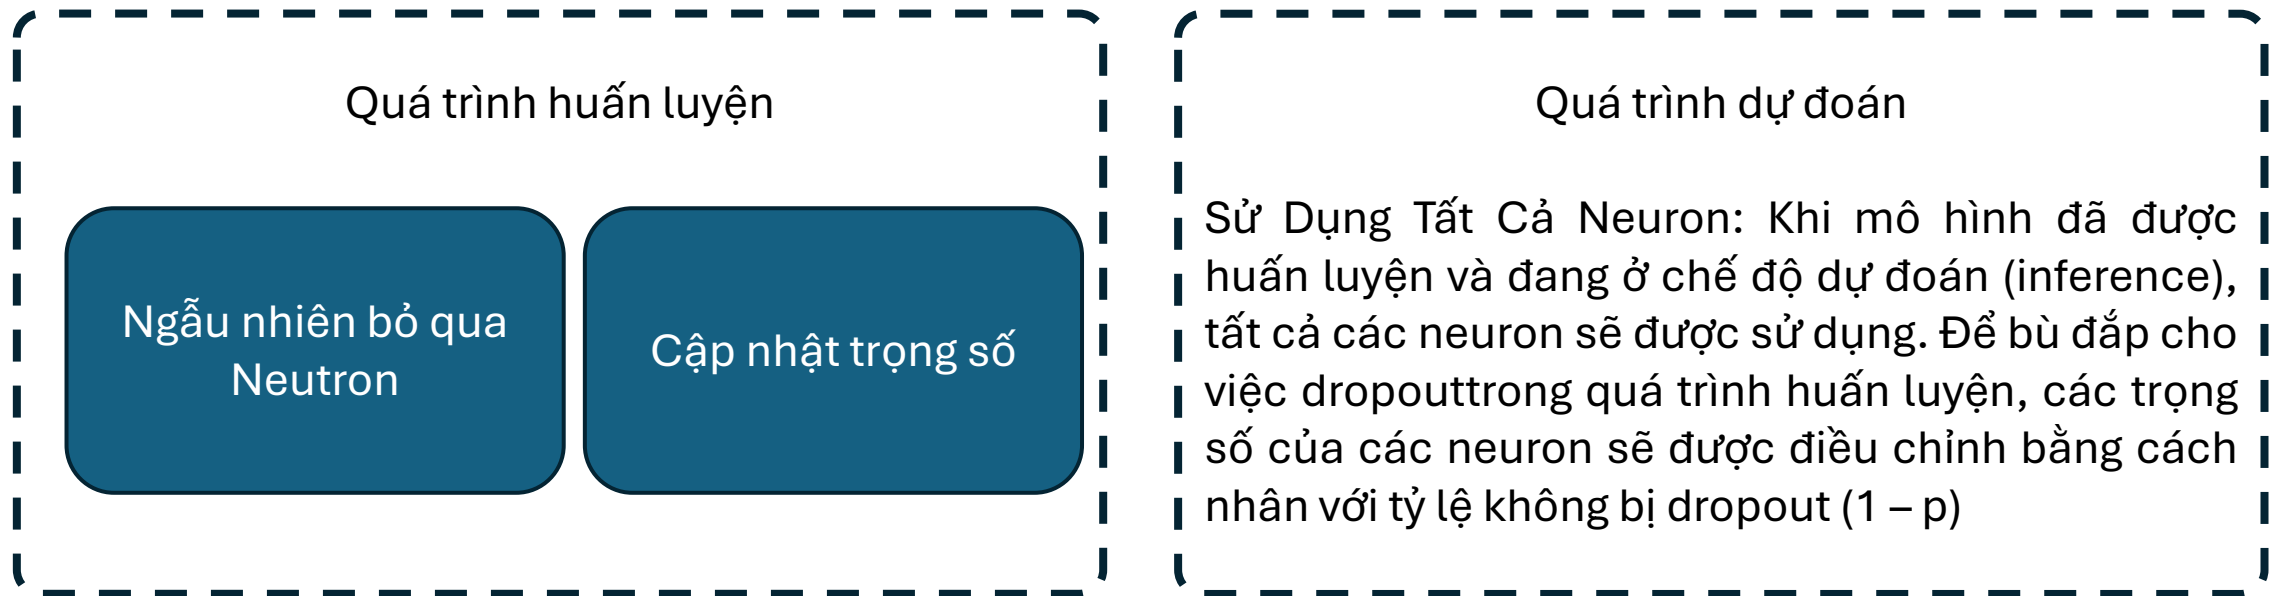 Quá trình huấn luyện
Ngẫu nhiên bỏ qua
Neutron
Cập nhật trọng số
Quá trình dự đoán
Sử Dụng Tất Cả Neuron: Khi mô hình đã được
huấn luyện và đang ở chế độ dự đoán (inference),
tất cả các neuron sẽ được sử dụng. Để bù đắp cho
việc dropouttrong quá trình huấn luyện, các trọng
số của các neuron sẽ được điều chỉnh bằng cách
nhân với tỷ lệ không bị dropout (1 – p)